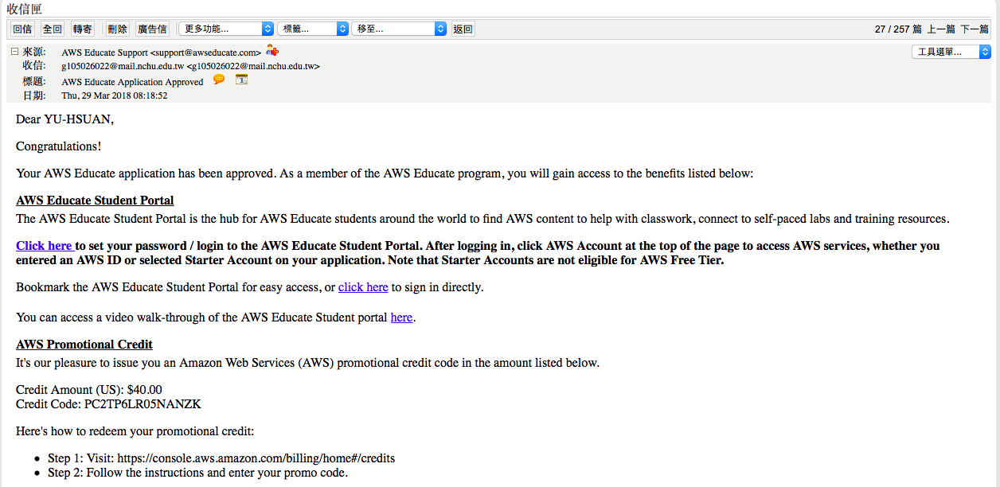 收信匣
回信 全回 轉寄 刪除 廣告信 更多功能... 標籤... 移至... 返回 27 / 257 篇 上一篇 下一篇
來源: AWS Educate Support <support@awseducate.com> 工具選單...
收信: g105026022@mail.nchu.edu.tw <g105026022@mail.nchu.edu.tw>
標題: AWS Educate Application Approved
日期: Thu, 29 Mar 2018 08:18:52
Dear YU-HSUAN,
Congratulations!
Your AWS Educate application has been approved. As a member of the AWS Educate program, you will gain access to the benefits listed below:
AWS Educate Student Portal
The AWS Educate Student Portal is the hub for AWS Educate students around the world to find AWS content to help with classwork, connect to self-paced labs and training resources.
Click here to set your password / login to the AWS Educate Student Portal. After logging in, click AWS Account at the top of the page to access AWS services, whether you
entered an AWS ID or selected Starter Account on your application. Note that Starter Accounts are not eligible for AWS Free Tier.
Bookmark the AWS Educate Student Portal for easy access, or click here to sign in directly.
You can access a video walk-through of the AWS Educate Student portal here.
AWS Promotional Credit
It's our pleasure to issue you an Amazon Web Services (AWS) promotional credit code in the amount listed below.
Credit Amount (US): $40.00
Credit Code: PC2TP6LR05NANZK
Here's how to redeem your promotional credit:
• Step 1: Visit: https://console.aws.amazon.com/billing/home#/credits
• Step 2: Follow the instructions and enter your promo code.